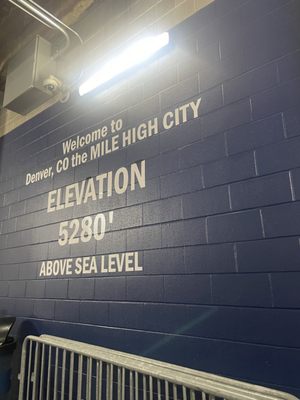 Welcome to
Denver, CO the MILE HIGH CITY
ELEVATION
5280'
ABOVE SEA LEVEL